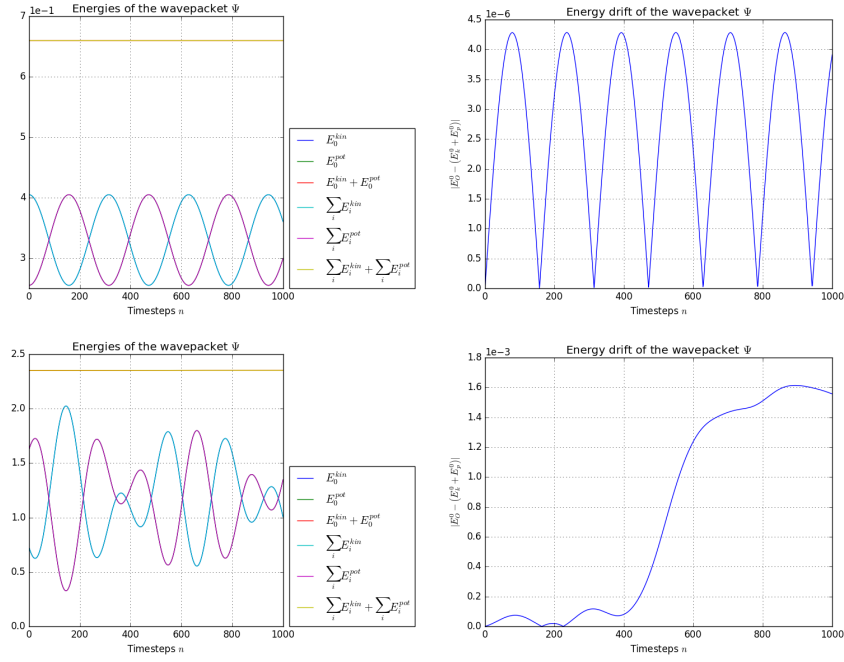 Energies of the wavepacket Ψ
1e−1
7
6
5
4
3
0 200 400 600 800 1000
Timesteps n
E_0^{kin}
E_0^{pot}
E_0^{kin} + E_0^{pot}
∑_i E_i^{kin}
∑_i E_i^{pot}
∑_i E_i^{kin} + ∑_i E_i^{pot}
Energy drift of the wavepacket Ψ
1e−6
4.5
4.0
3.5
3.0
2.5
2.0
1.5
1.0
0.5
0.0
|E_O^0 − (E_k^0 + E_p^0)|
0 200 400 600 800 1000
Timesteps n
Energies of the wavepacket Ψ
2.5
2.0
1.5
1.0
0.5
0.0
0 200 400 600 800 1000
Timesteps n
E_0^{kin}
E_0^{pot}
E_0^{kin} + E_0^{pot}
∑_i E_i^{kin}
∑_i E_i^{pot}
∑_i E_i^{kin} + ∑_i E_i^{pot}
Energy drift of the wavepacket Ψ
1e−3
1.8
1.6
1.4
1.2
1.0
0.8
0.6
0.4
0.2
0.0
|E_O^0 − (E_k^0 + E_p^0)|
0 200 400 600 800 1000
Timesteps n